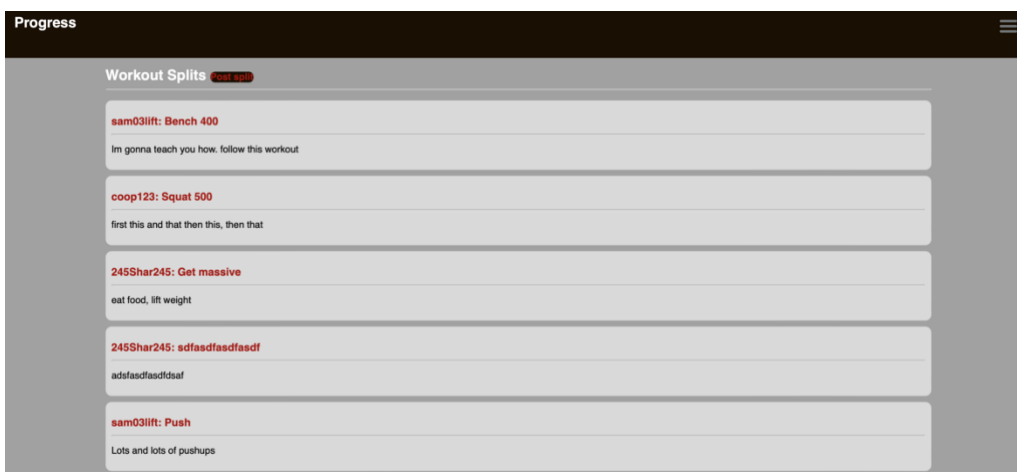 Progress
Workout Splits Post split
sam03lift: Bench 400
Im gonna teach you how. follow this workout
coop123: Squat 500
first this and that then this, then that
245Shar245: Get massive
eat food, lift weight
245Shar245: sdfasdfasdfasdf
adsfasdfasdfdsaf
sam03lift: Push
Lots and lots of pushups